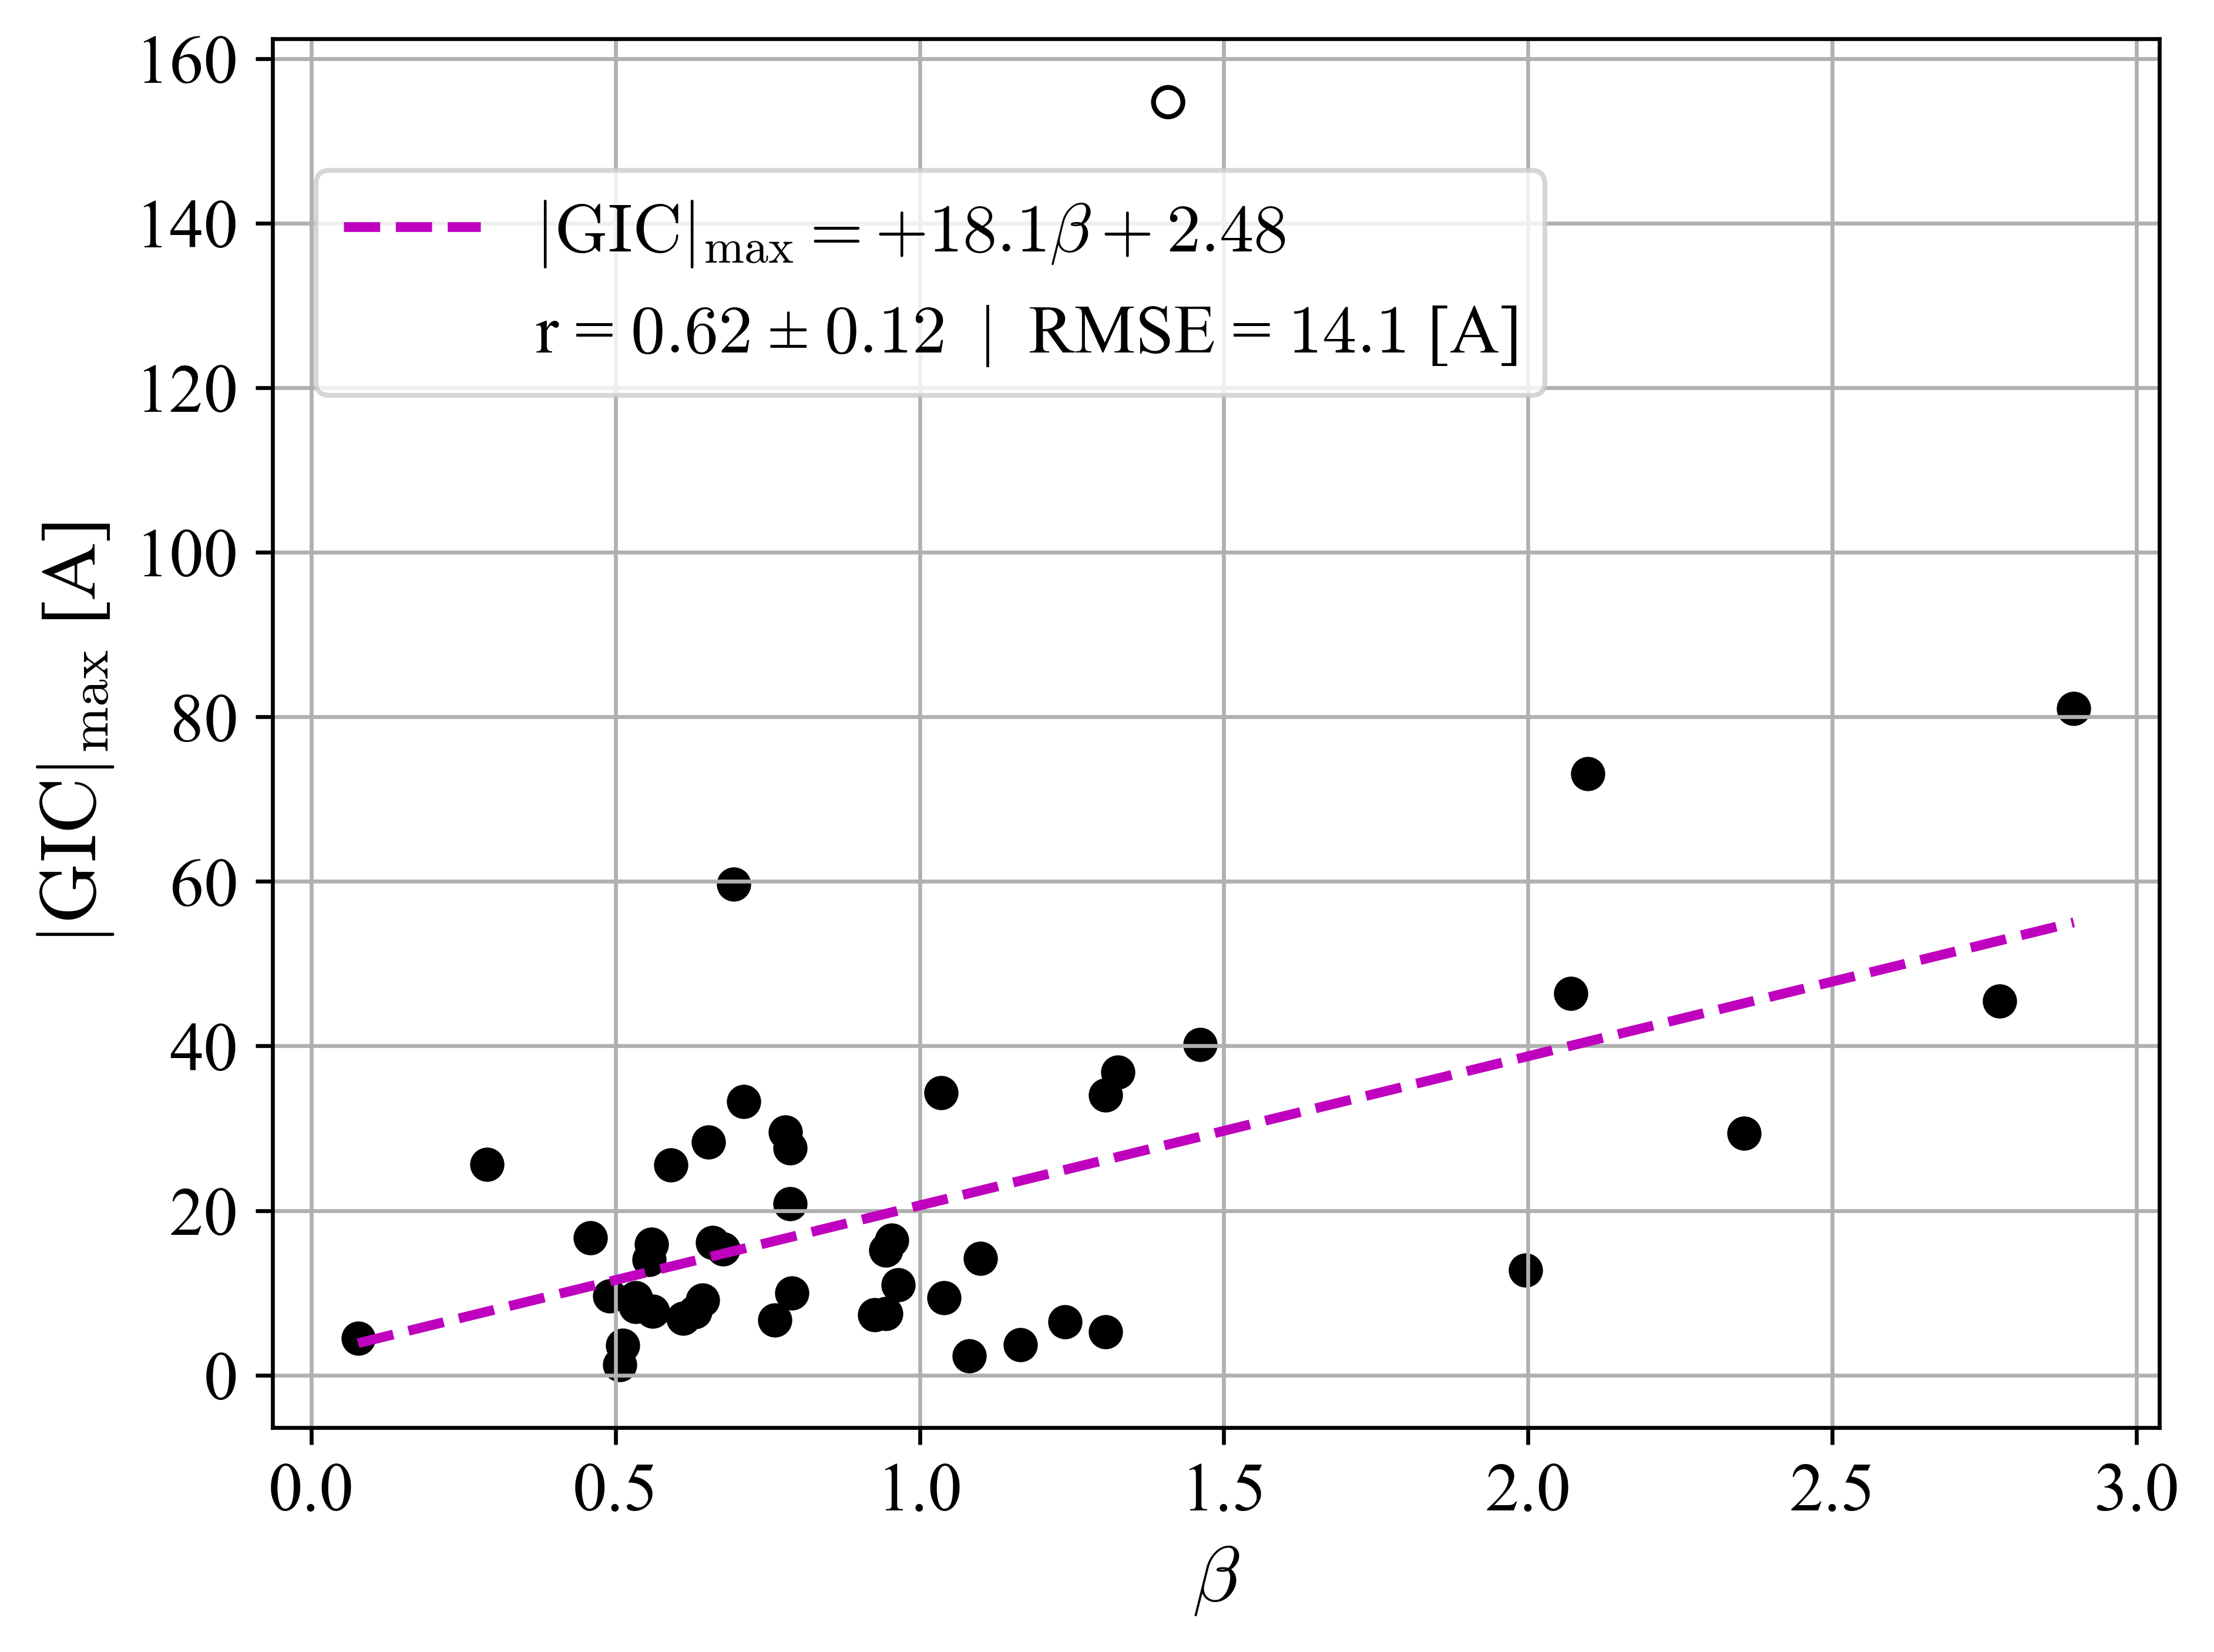 160
140
120
100
80
60
40
20
0
|GIC|max [A]
|GIC|max = +18.1β + 2.48
r = 0.62 ± 0.12 | RMSE = 14.1 [A]
0.0 0.5 1.0 1.5 2.0 2.5 3.0
β